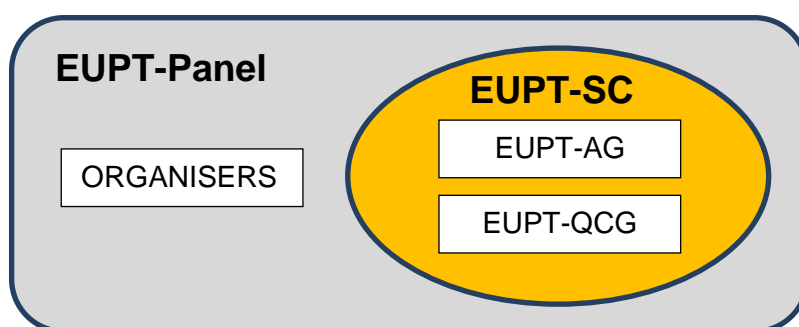 EUPT-Panel
EUPT-SC
EUPT-AG
ORGANISERS
EUPT-QCG